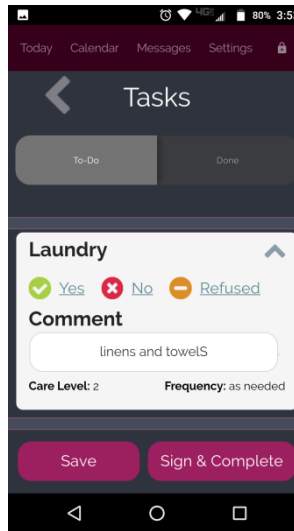 4G 80% 3:5
Today Calendar Messages Settings
Tasks
To-Do Done
Laundry
Yes No Refused
Comment
linens and towelS
Care Level: 2 Frequency: as needed
Save Sign & Complete